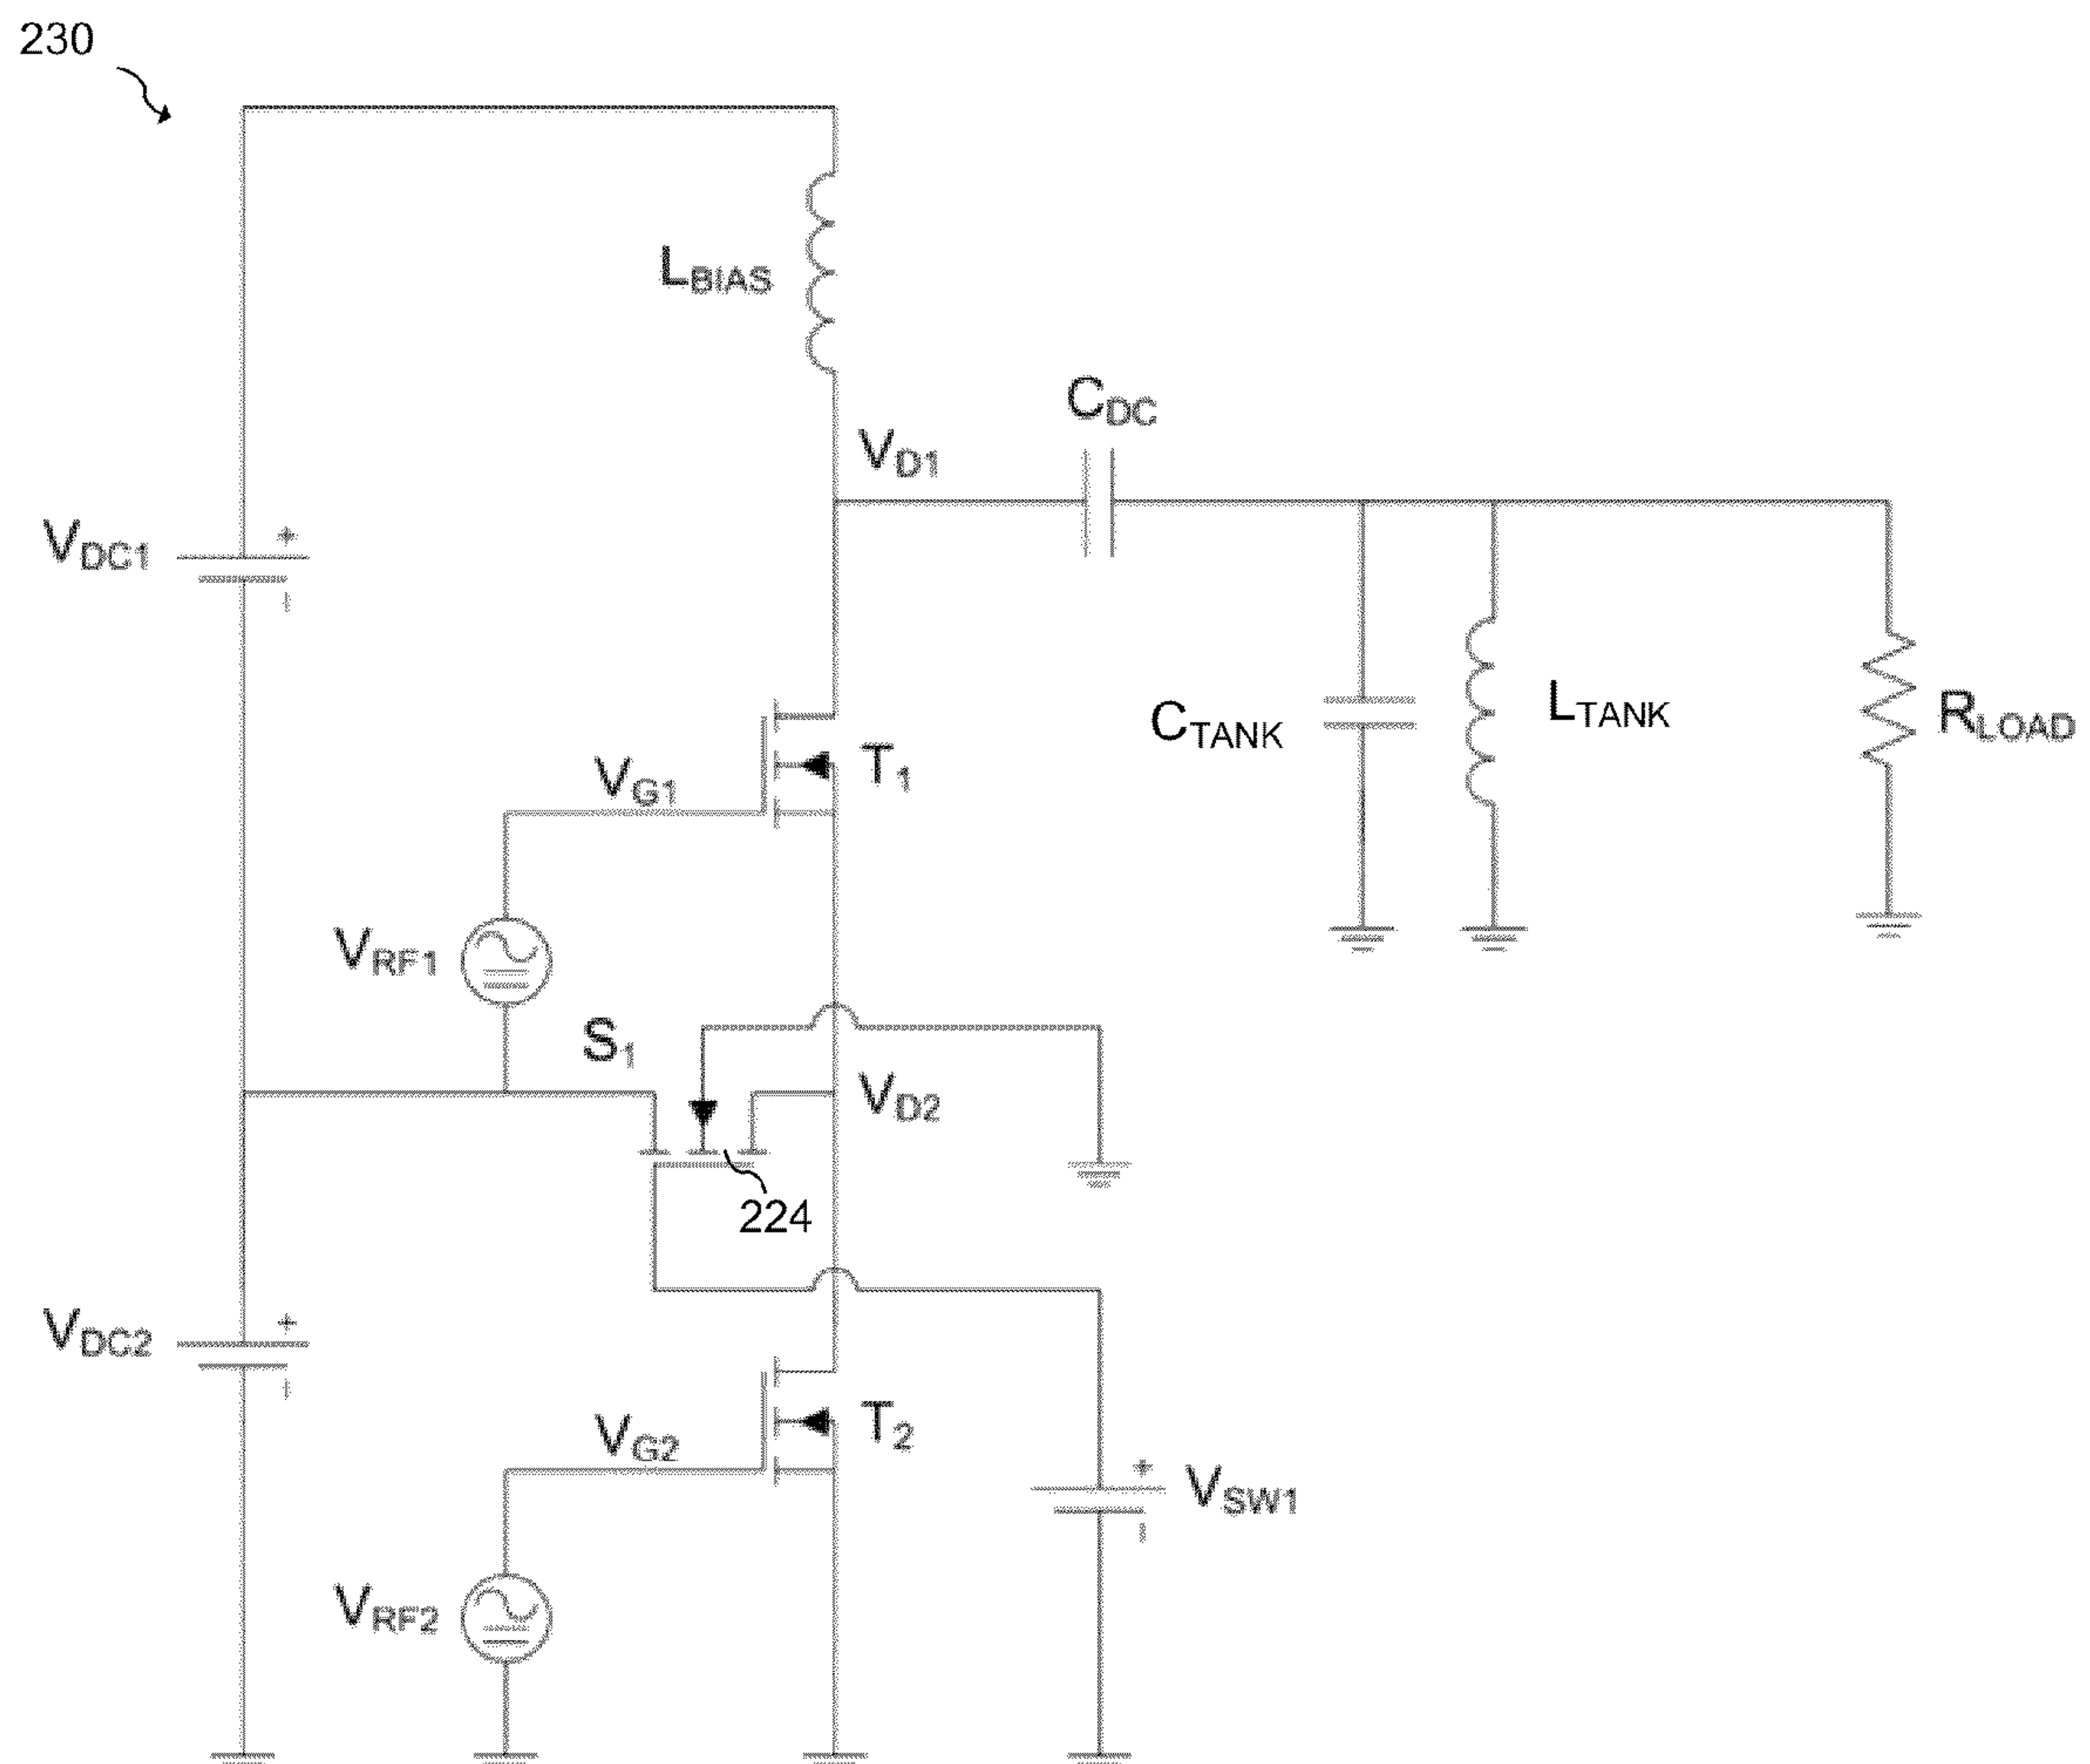 230
LBIAS
CDC
VD1
VDC1
+
-
T1
VG1
CTANK
LTANK
RLOAD
VRF1
S1
VD2
224
VDC2
+
-
T2
VG2
+
-
VSW1
VRF2